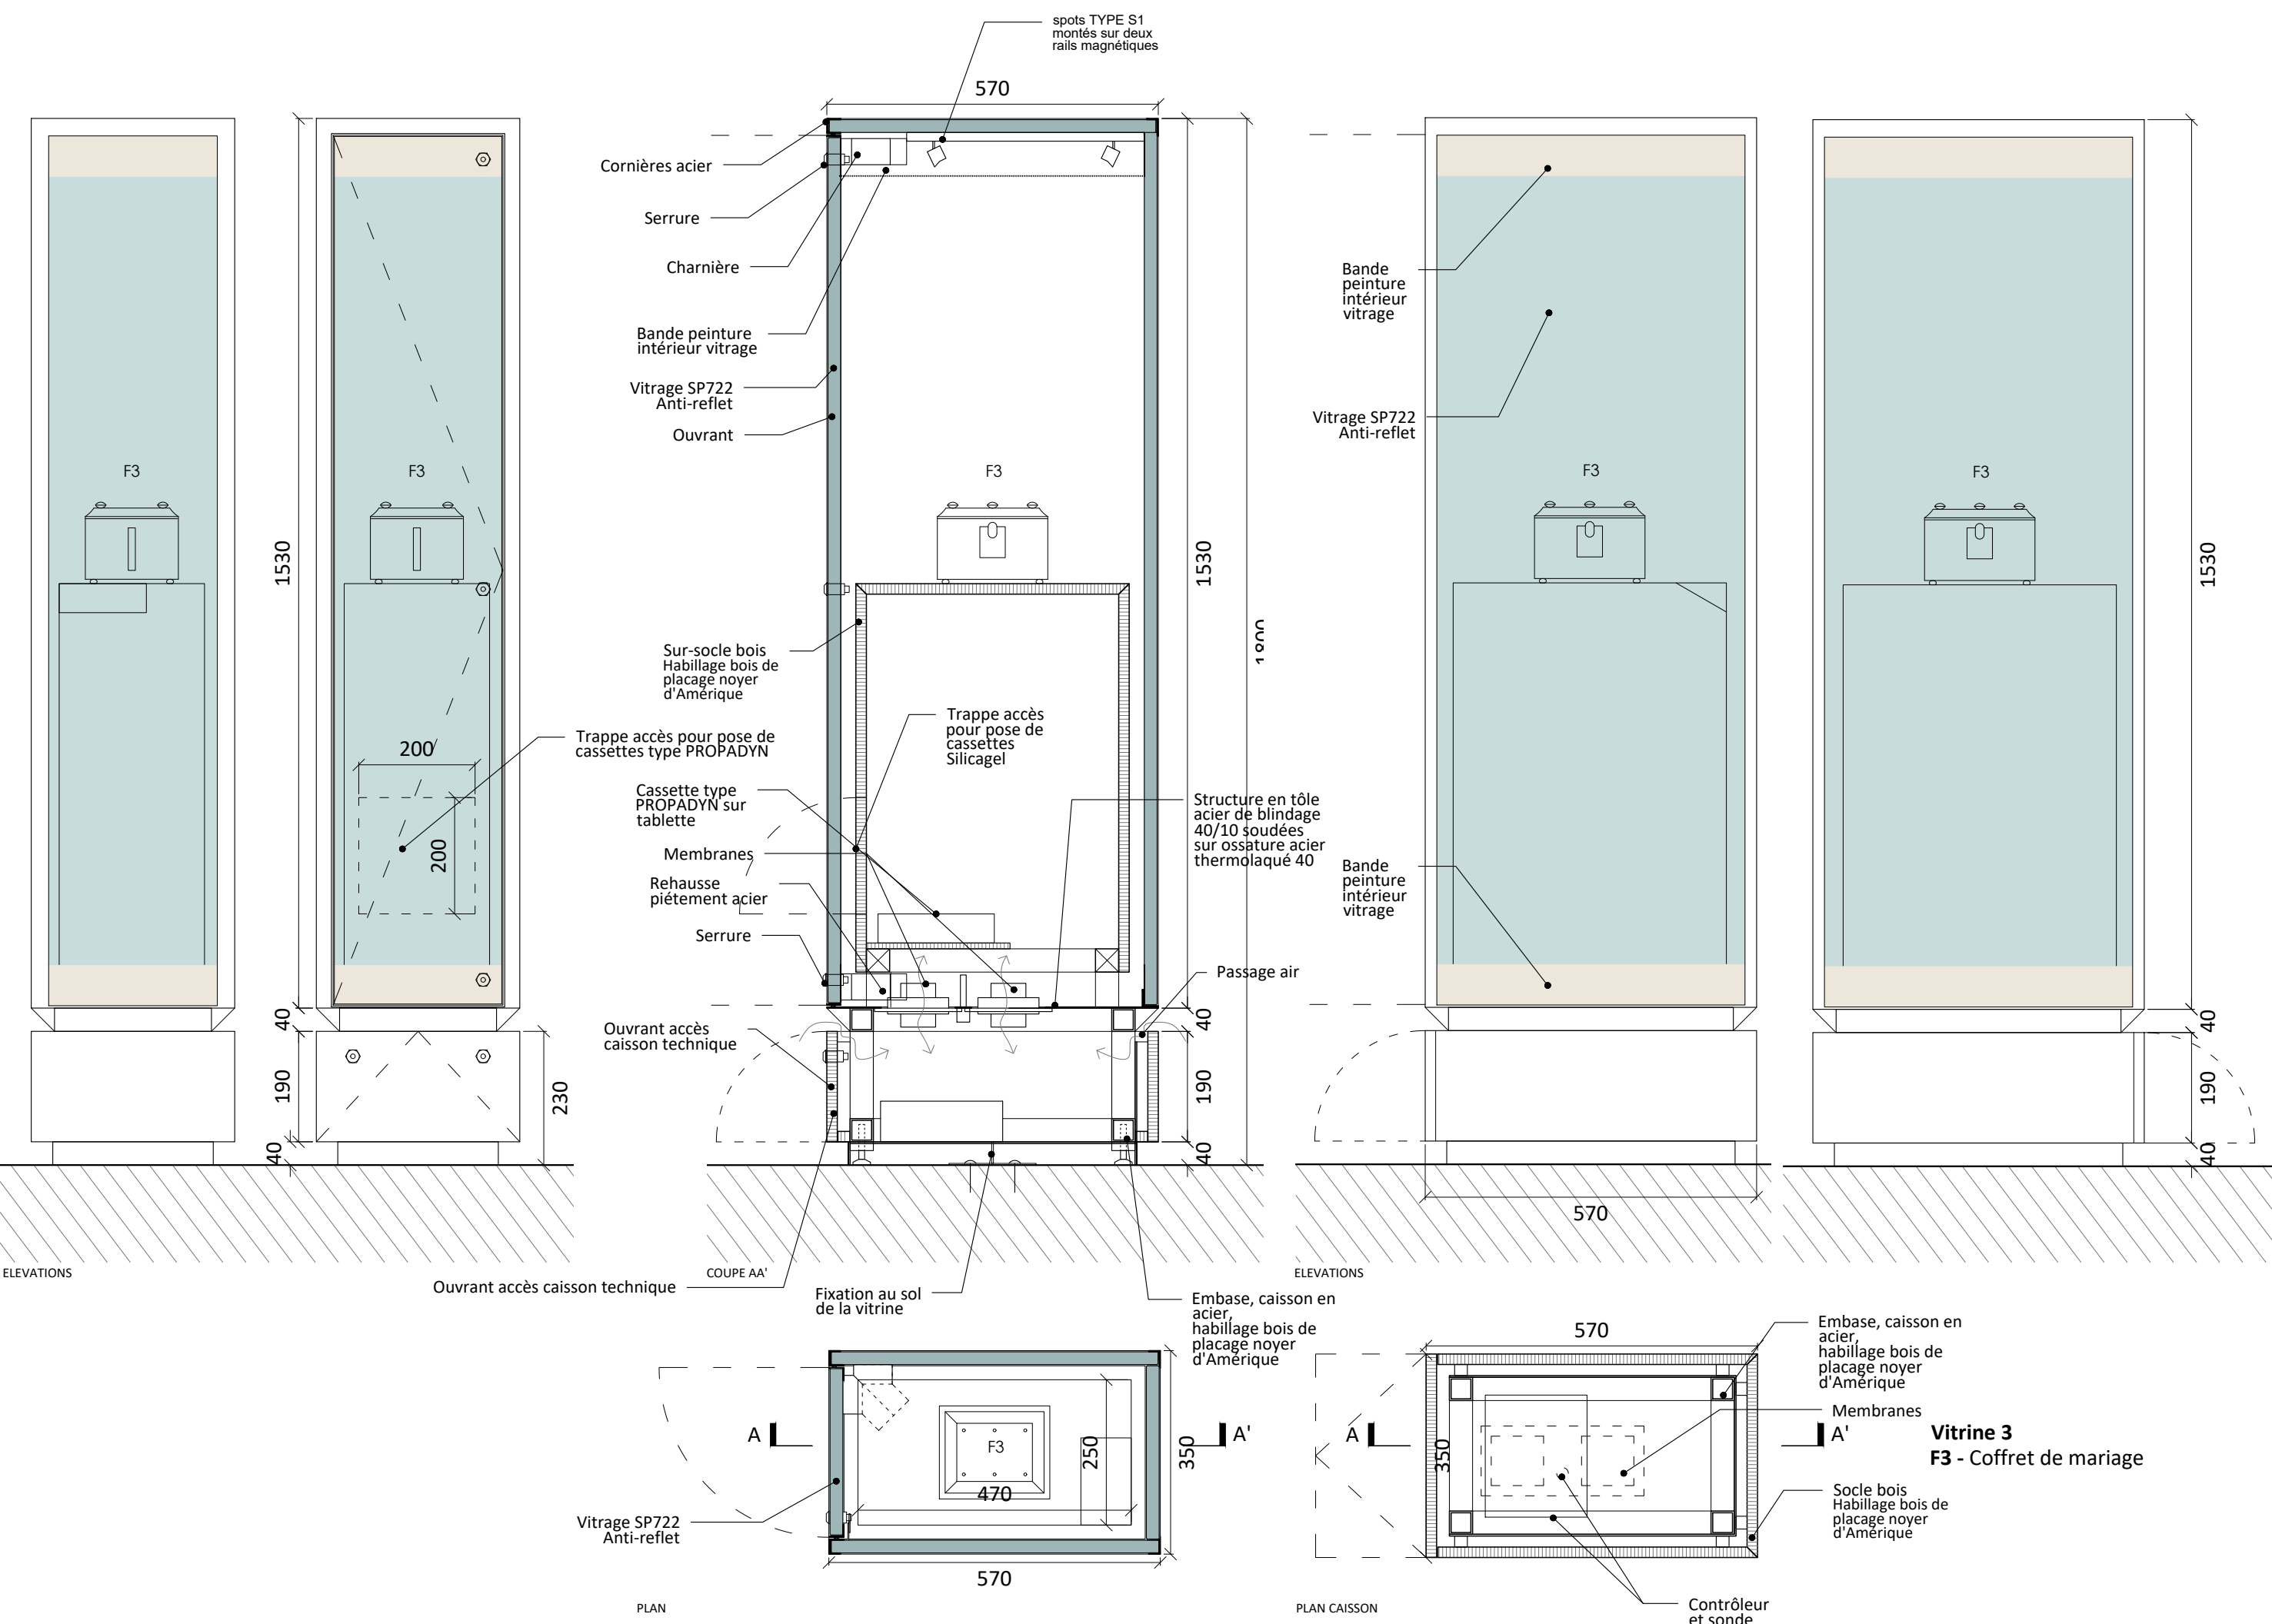 spots TYPE S1
montés sur deux
rails magnétiques
570
Cornières acier
Serrure
Charnière
Bande peinture
intérieur vitrage
Vitrage SP722
Anti-reflet
Ouvrant
F3
F3
F3
F3
F3
1530
1530
1800
1530
Bande
peinture
intérieur
vitrage
Vitrage SP722
Anti-reflet
Sur-socle bois
Habillage bois de
placage noyer
d'Amérique
Trappe accès pour pose de
cassettes type PROPADYN
200
200
Trappe accès
pour pose de
cassettes
Silicagel
Cassette type
PROPADYN sur
tablette
Membranes
Rehausse
piétement acier
Serrure
Structure en tôle
acier de blindage
40/10 soudées
sur ossature acier
thermolaqué 40
Bande
peinture
intérieur
vitrage
Passage air
Ouvrant accès
caisson technique
40
190
40
230
40
190
40
40
190
40
570
ELEVATIONS
COUPE AA'
ELEVATIONS
Ouvrant accès caisson technique
Fixation au sol
de la vitrine
Embase, caisson en
acier,
habillage bois de
placage noyer
d'Amérique
570
Embase, caisson en
acier,
habillage bois de
placage noyer
d'Amérique
Membranes
A
A'
A
A'
F3
250
350
470
350
Vitrine 3
F3 - Coffret de mariage
Socle bois
Habillage bois de
placage noyer
d'Amérique
Vitrage SP722
Anti-reflet
570
PLAN
PLAN CAISSON
Contrôleur
et sonde